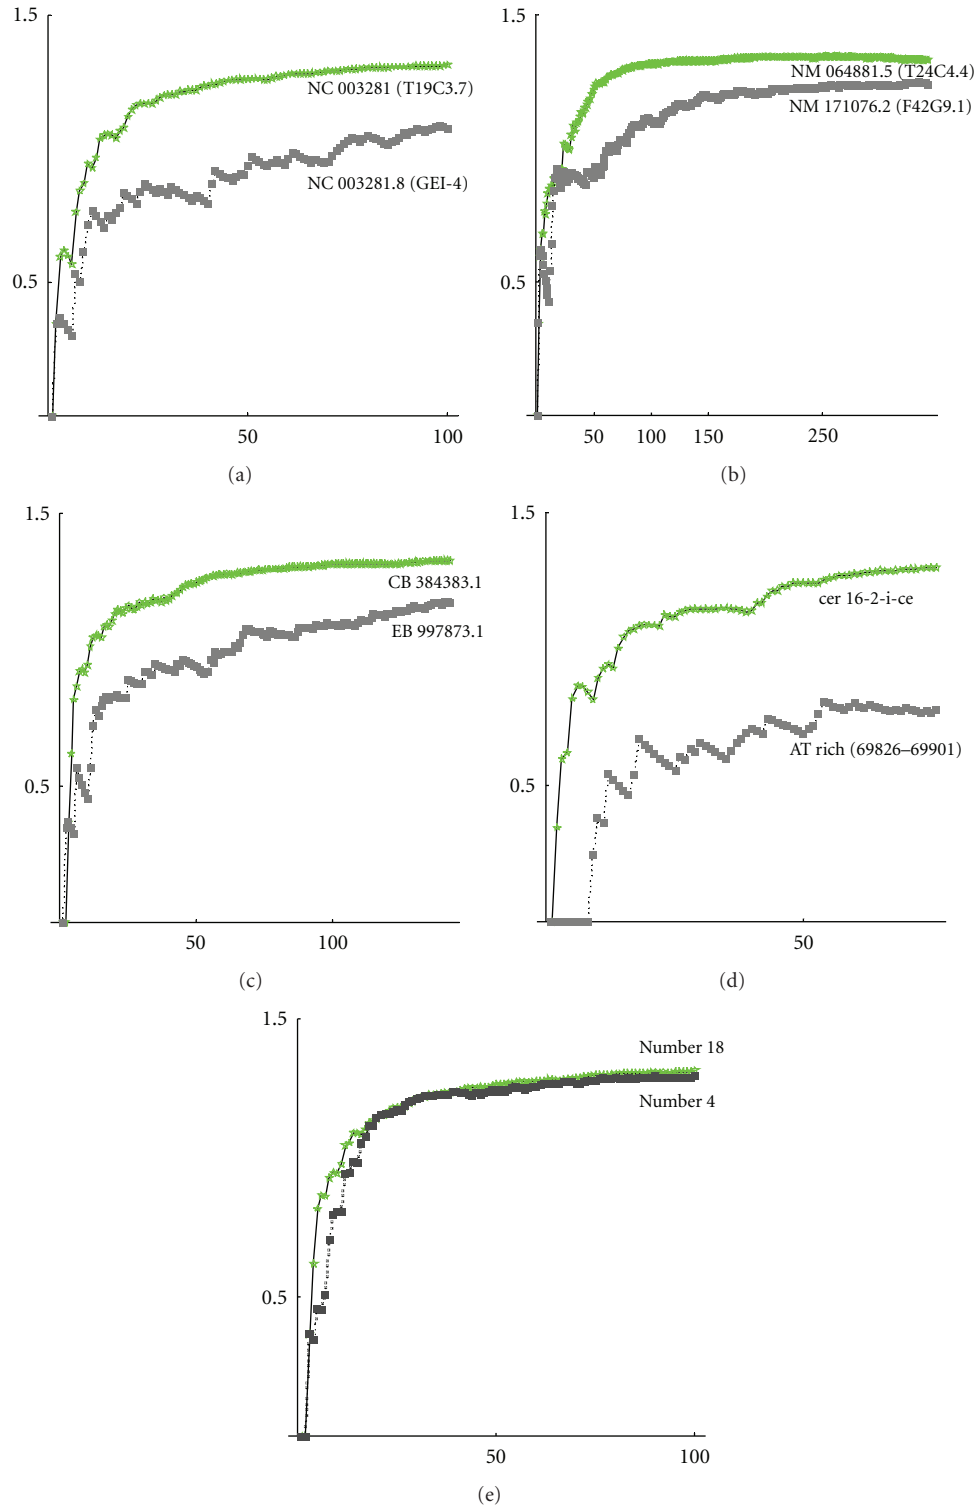 1.5
NC 003281 (T19C3.7)
NC 003281.8 (GEI-4)
0.5
50
100
(a)
1.5
NM 064881.5 (T24C4.4)
NM 171076.2 (F42G9.1)
0.5
50
100
150
250
(b)
1.5
CB 384383.1
EB 997873.1
0.5
50
100
(c)
1.5
cer 16-2-i-ce
AT rich (69826–69901)
0.5
50
(d)
1.5
Number 18
Number 4
0.5
50
100
(e)